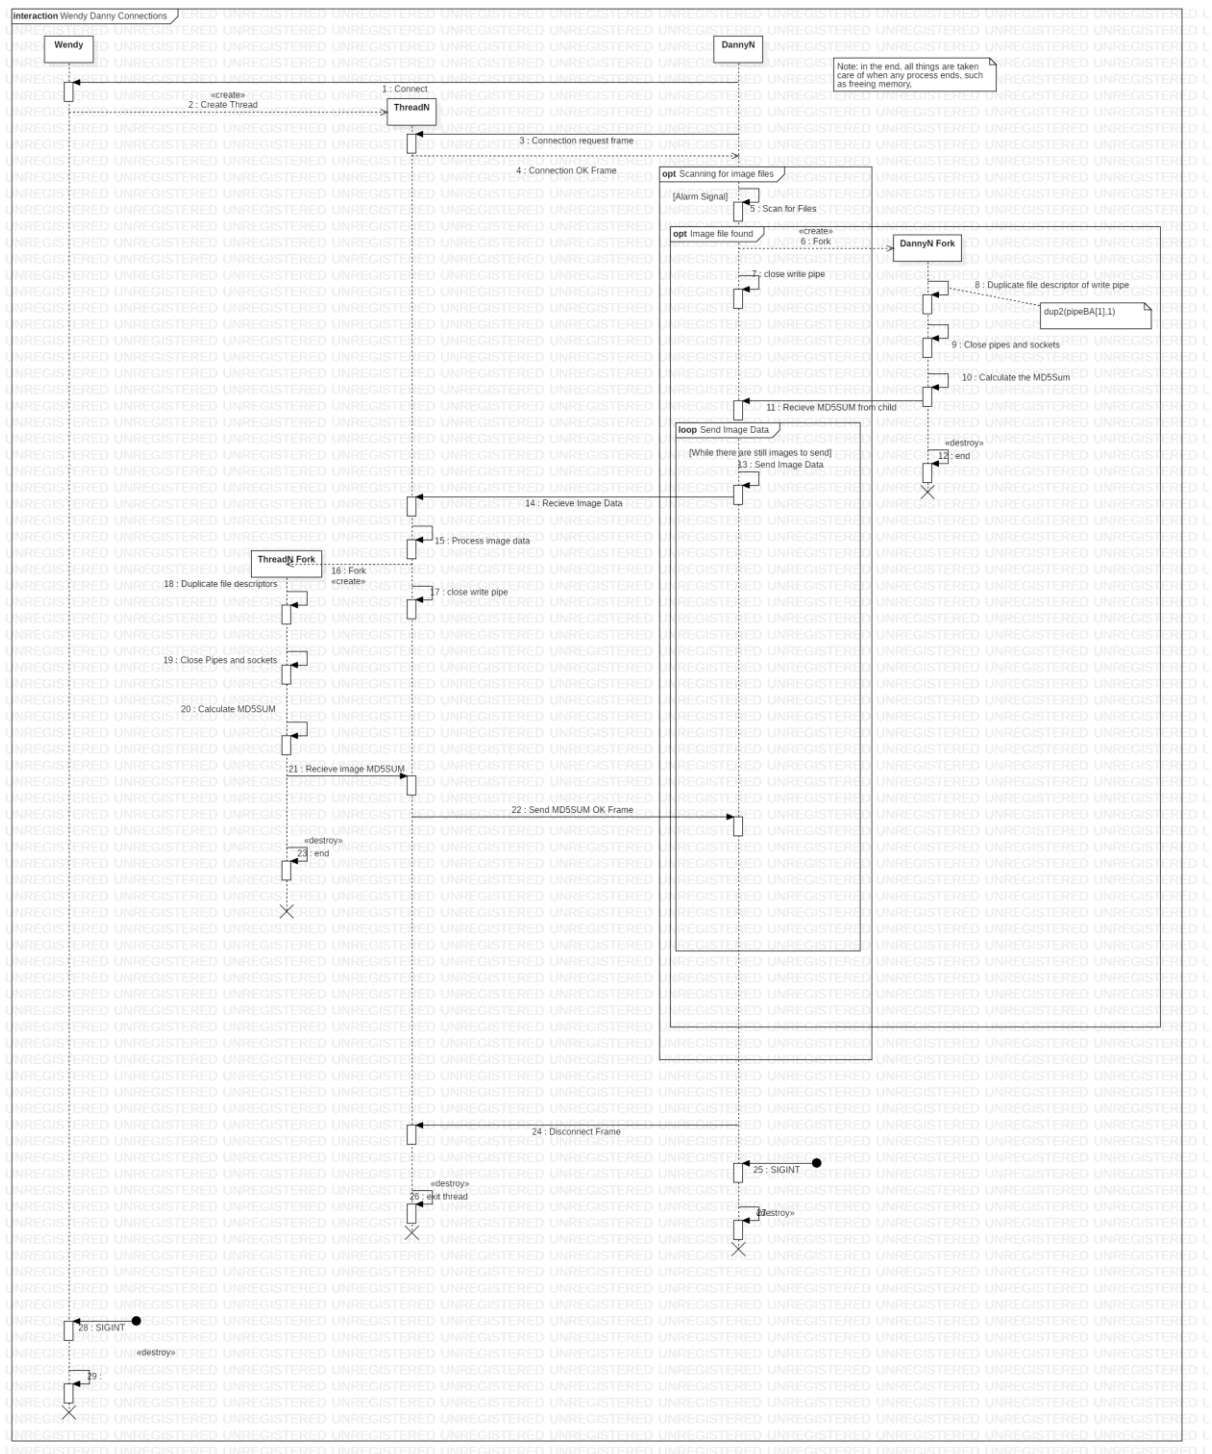 interaction Wendy Danny Connections
Wendy
DannyN
Note: in the end, all things are taken
care of when any process ends, such
as freeing memory,
1 : Connect
«create»
2 : Create Thread
ThreadN
3 : Connection request frame
4 : Connection OK Frame
opt Scanning for image files
[Alarm Signal]
5 : Scan for Files
opt Image file found
«create»
6 : Fork
DannyN Fork
7 : close write pipe
8 : Duplicate file descriptor of write pipe
dup2(pipeBA[1],1)
9 : Close pipes and sockets
10 : Calculate the MD5Sum
11 : Recieve MD5SUM from child
loop Send Image Data
[While there are still images to send]
13 : Send Image Data
«destroy»
12 : end
14 : Recieve Image Data
15 : Process image data
ThreadN Fork
16 : Fork
«create»
18 : Duplicate file descriptors
17 : close write pipe
19 : Close Pipes and sockets
20 : Calculate MD5SUM
21 : Recieve image MD5SUM
22 : Send MD5SUM OK Frame
«destroy»
23 : end
24 : Disconnect Frame
25 : SIGINT
«destroy»
26 : exit thread
«destroy»
28 : SIGINT
«destroy»
29 :
UNREGISTERED